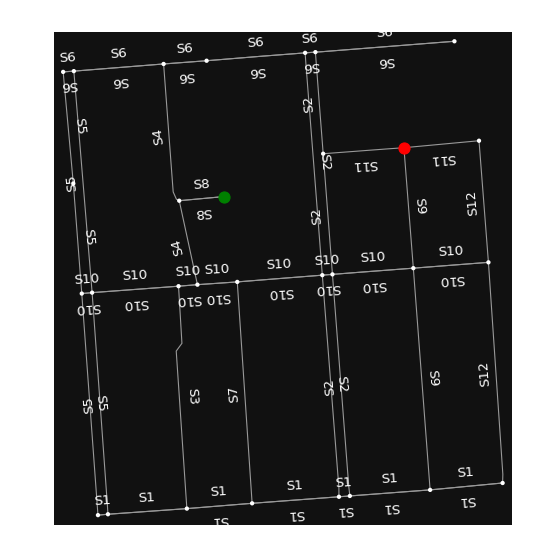 S6 S6 S6 S6 S6 S6
S6 S6 S6 S6 S6 S6
S5 S4 S2
S11 S11
S2
S5 S8 S9 S12
S8 S2
S5 S4
S10 S10 S10 S10 S10 S10 S10 S10
S10 S10 S10 S10 S10 S10 S10 S10
S5 S5 S3 S7 S2 S2 S9 S12
S1 S1 S1 S1 S1 S1 S1
S1 S1 S1 S1 S1